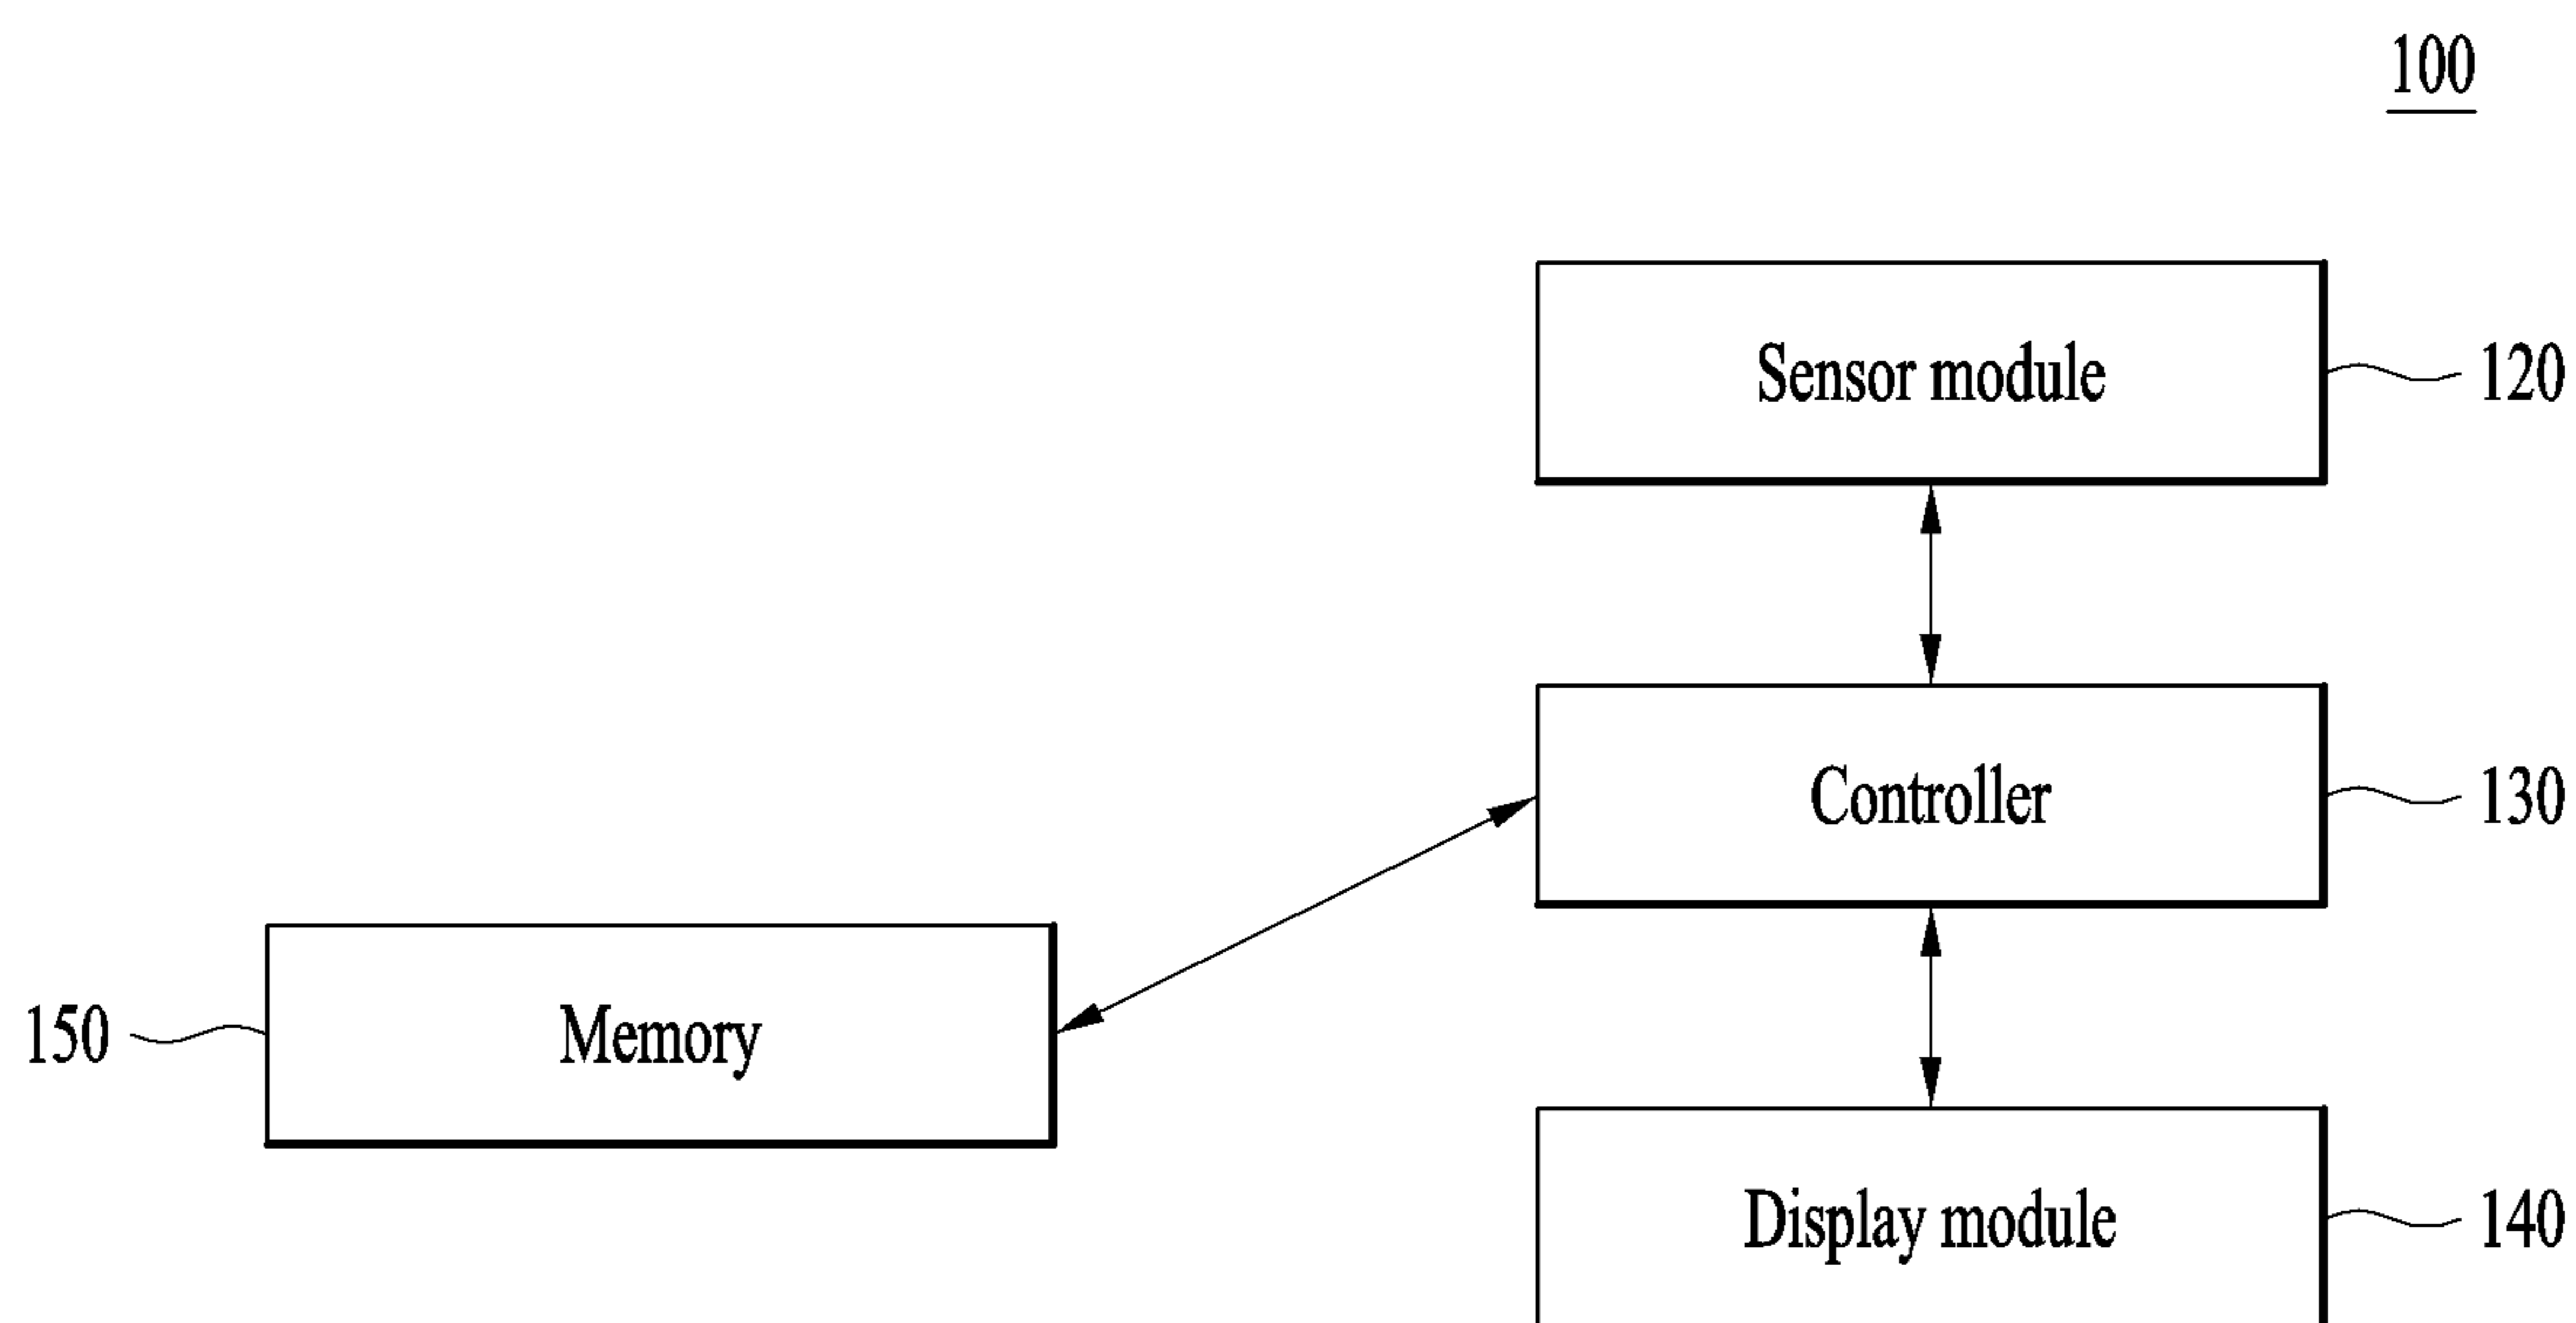 100
Sensor module
120
Controller
130
150
Memory
Display module
140